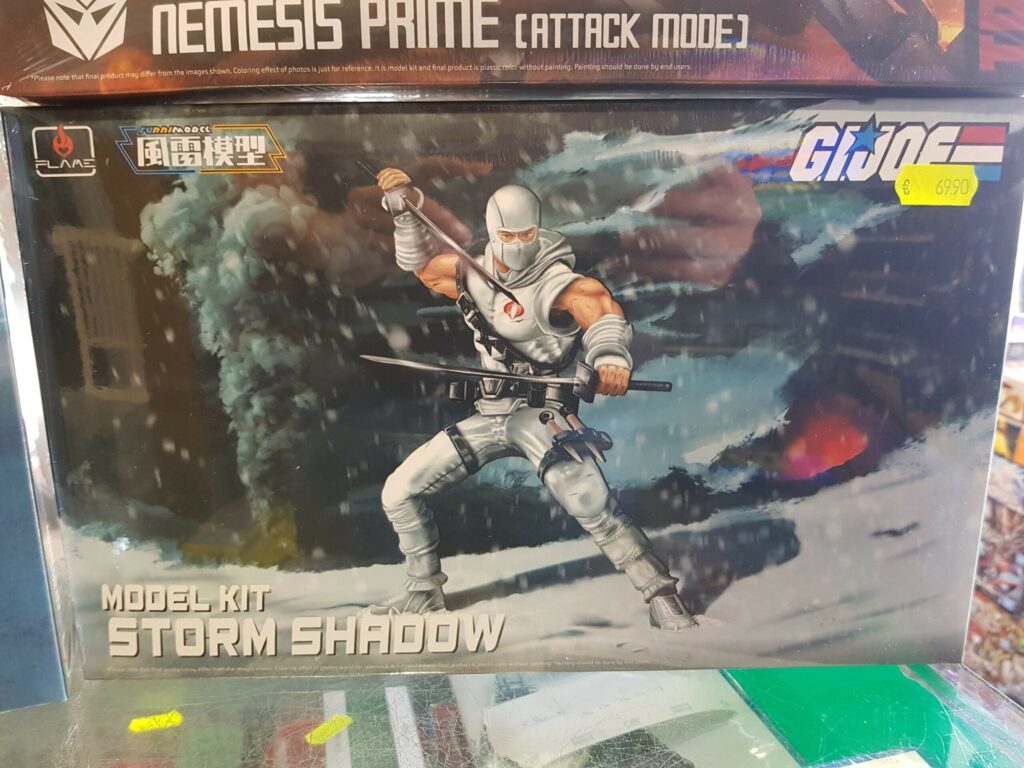 NEMESIS PRIME (ATTACK MODE)
*Please note that final product may differ from the images shown. Coloring effect of photos is just for reference. It is model kit and final product is plastic color without painting. Painting should be done by end users.
FLAME
FURAIMODEL
風雷模型
G.I.JOE
€ 69.90
MODEL KIT
STORM SHADOW